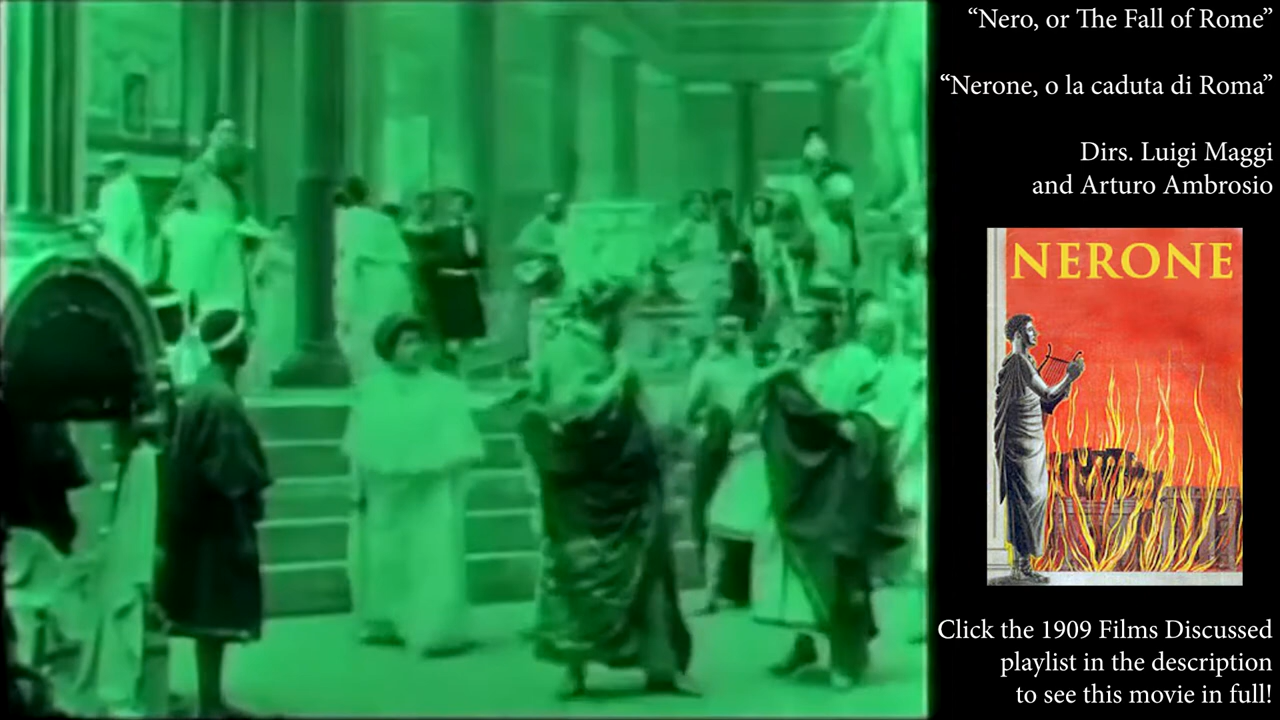 “Nero, or The Fall of Rome”
“Nerone, o la caduta di Roma”
Dirs. Luigi Maggi
and Arturo Ambrosio
NERONE
Click the 1909 Films Discussed
playlist in the description
to see this movie in full!